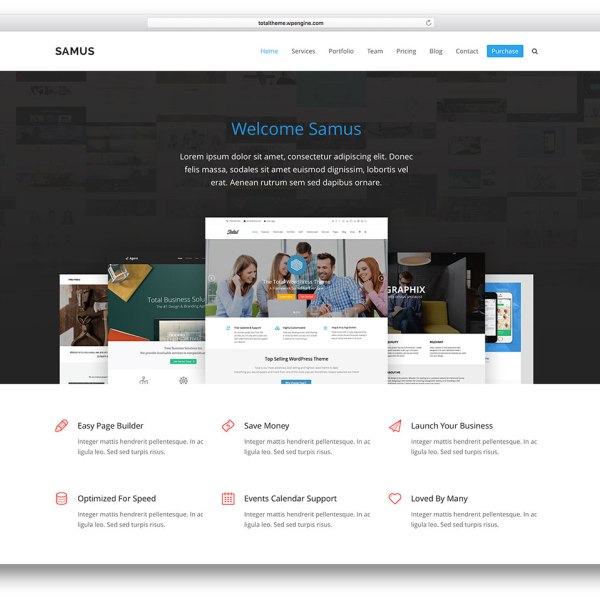 totaltheme.wpengine.com
SAMUS
Home Services Portfolio Team Pricing Blog Contact Purchase
Welcome Samus
Lorem ipsum dolor sit amet, consectetur adipiscing elit. Donec
felis massa, sodales sit amet euismod dignissim, lobortis vel
erat. Aenean rutrum sem sed dapibus ornare.
Total
The Total WordPress Theme
Agent
Total Business Solu
The #1 Design & Branding Ag
GRAPHIX
Top Selling WordPress Theme
Easy Page Builder
Integer mattis hendrerit pellentesque. In ac
ligula leo. Sed sed turpis risus.
Save Money
Integer mattis hendrerit pellentesque. In ac
ligula leo. Sed sed turpis risus.
Launch Your Business
Integer mattis hendrerit pellentesque. In ac
ligula leo. Sed sed turpis risus.
Optimized For Speed
Integer mattis hendrerit pellentesque. In ac
ligula leo. Sed sed turpis risus.
Events Calendar Support
Integer mattis hendrerit pellentesque. In ac
ligula leo. Sed sed turpis risus.
Loved By Many
Integer mattis hendrerit pellentesque. In ac
ligula leo. Sed sed turpis risus.